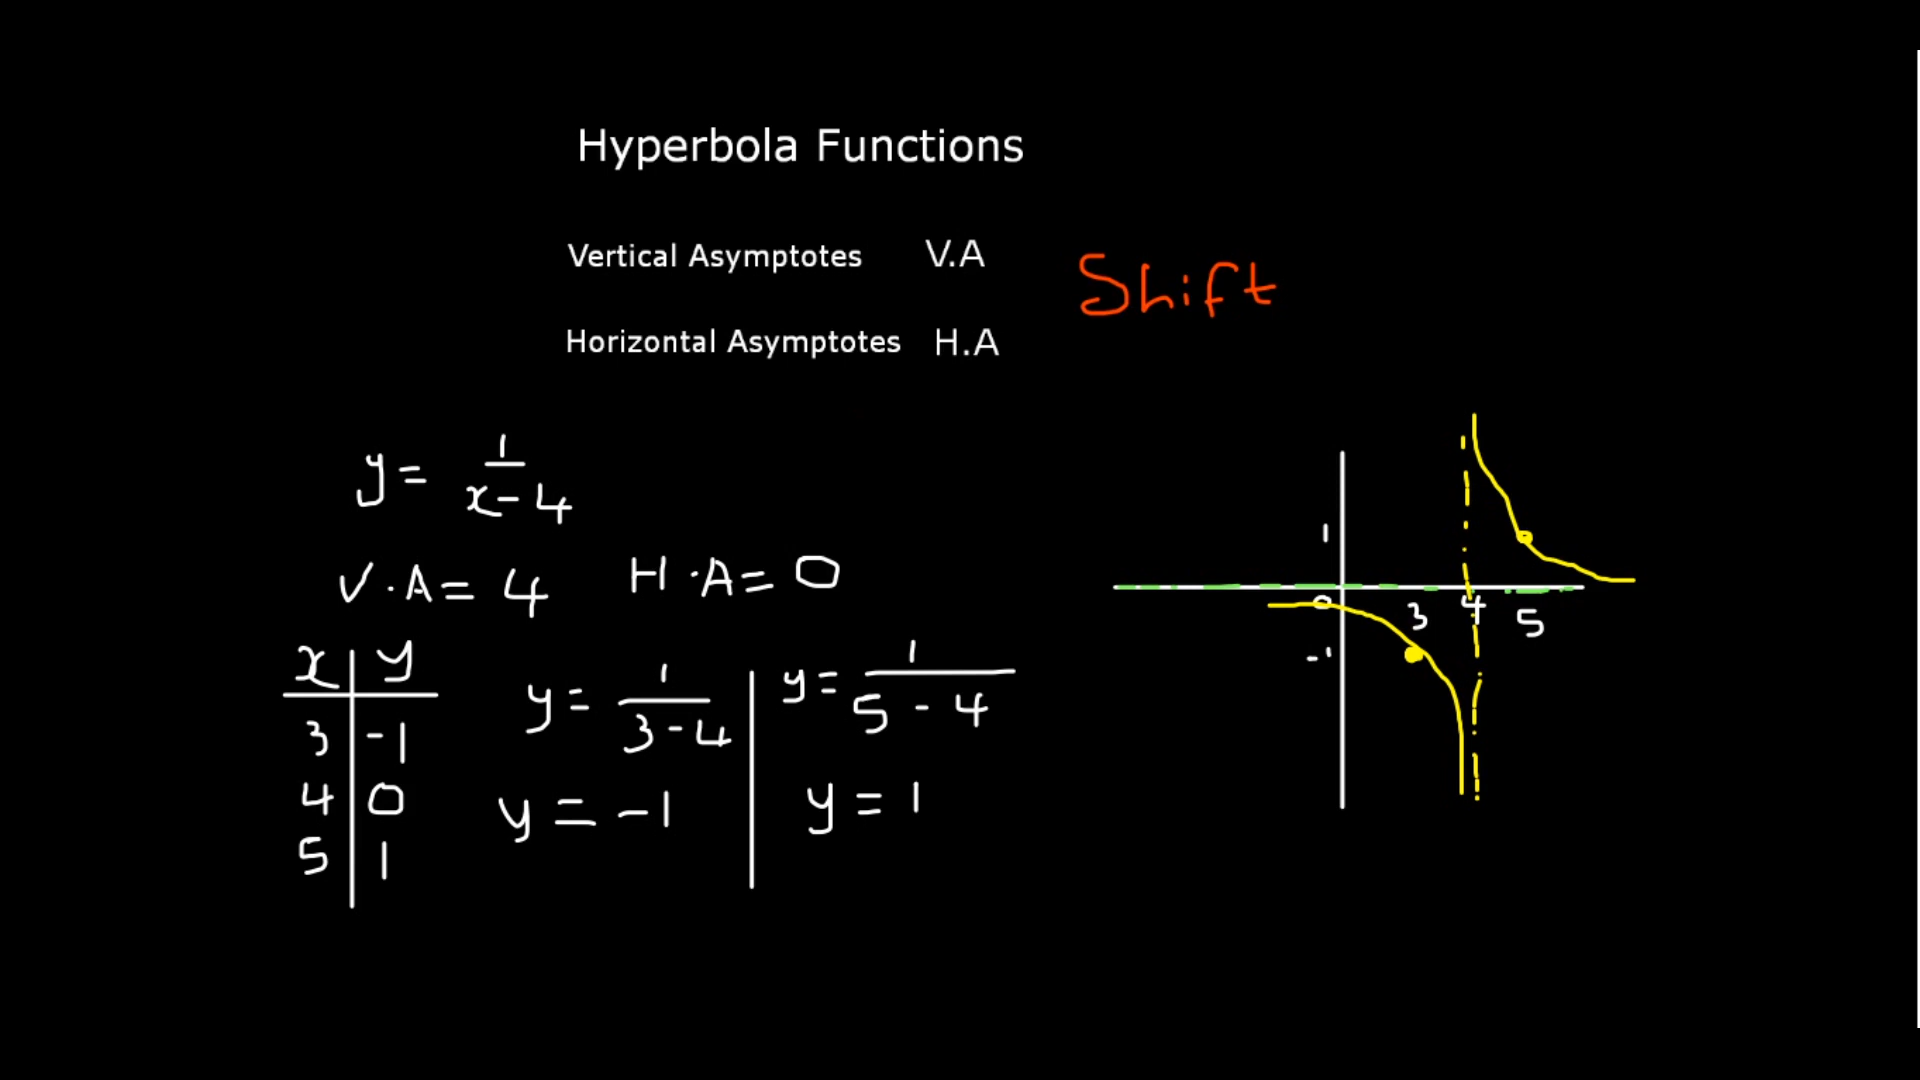 Hyperbola Functions
Vertical Asymptotes V.A
Shift
Horizontal Asymptotes H.A
y = 1/(x-4)
V.A = 4 H.A = 0
x y
3 -1
4 0
5 1
y = 1/(3-4)
y = -1
y = 1/(5-4)
y = 1
1
0 3 4 5
-1